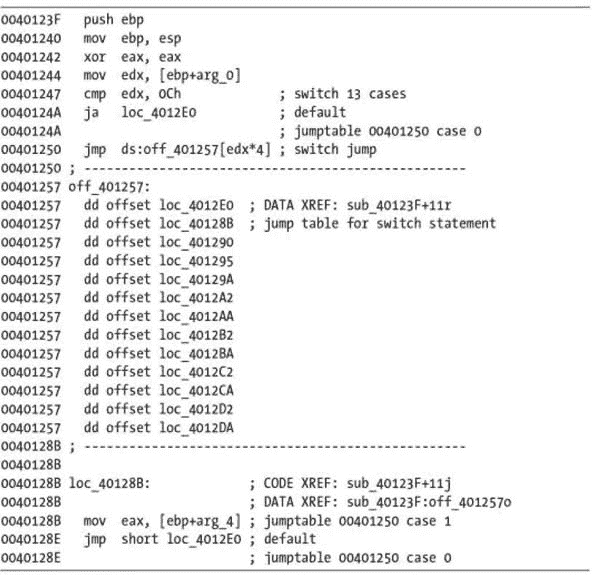 0040123F   push ebp
00401240   mov  ebp, esp
00401242   xor  eax, eax
00401244   mov  edx, [ebp+arg_0]
00401247   cmp  edx, 0Ch             ; switch 13 cases
0040124A   ja   loc_4012E0           ; default
0040124A                             ; jumptable 00401250 case 0
00401250   jmp  ds:off_401257[edx*4] ; switch jump
00401250 ; ---------------------------------------------------
00401257 off_401257:
00401257   dd offset loc_4012E0  ; DATA XREF: sub_40123F+11r
00401257   dd offset loc_40128B  ; jump table for switch statement
00401257   dd offset loc_401290
00401257   dd offset loc_401295
00401257   dd offset loc_40129A
00401257   dd offset loc_4012A2
00401257   dd offset loc_4012AA
00401257   dd offset loc_4012B2
00401257   dd offset loc_4012BA
00401257   dd offset loc_4012C2
00401257   dd offset loc_4012CA
00401257   dd offset loc_4012D2
00401257   dd offset loc_4012DA
0040128B ; ---------------------------------------------------
0040128B
0040128B loc_40128B:             ; CODE XREF: sub_40123F+11j
0040128B                         ; DATA XREF: sub_40123F:off_401257o
0040128B   mov  eax, [ebp+arg_4] ; jumptable 00401250 case 1
0040128E   jmp  short loc_4012E0 ; default
0040128E                         ; jumptable 00401250 case 0